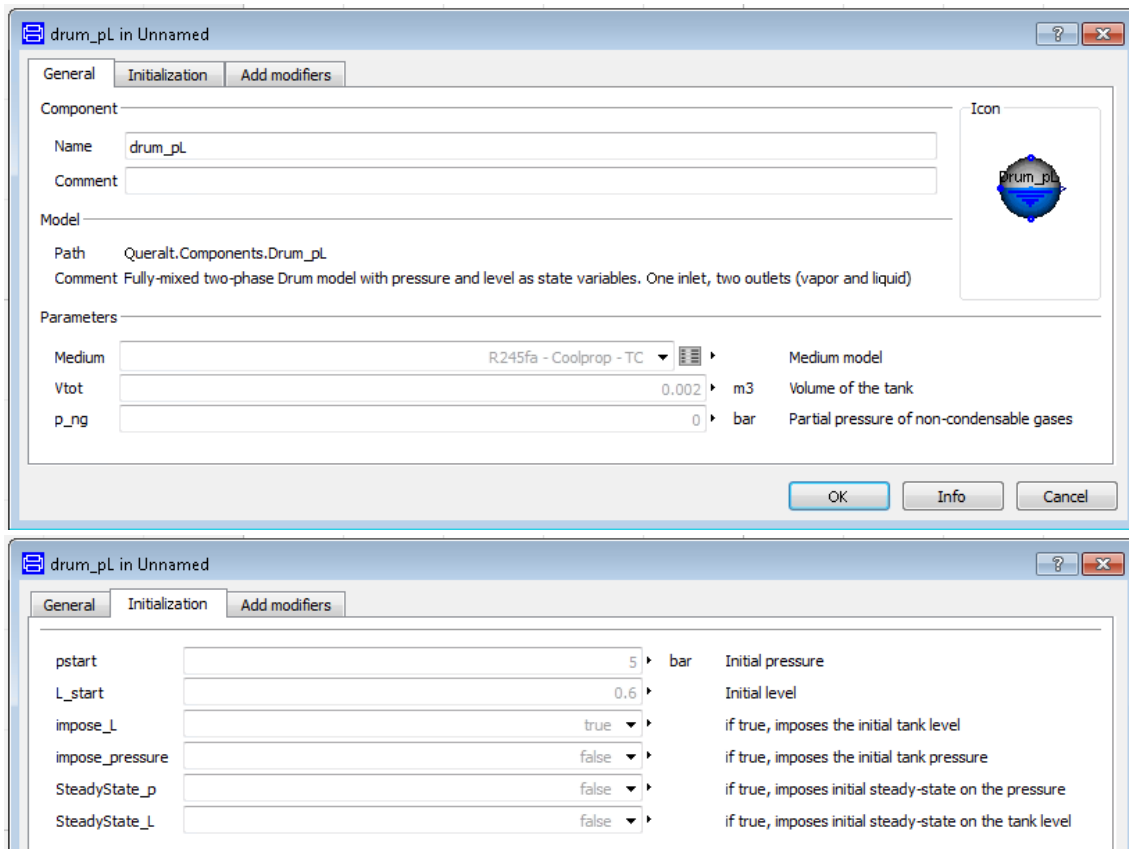 drum_pL in Unnamed
General Initialization Add modifiers
Component
Icon
Name drum_pL
Drum_pL
Comment
Model
Path Queralt.Components.Drum_pL
Comment Fully-mixed two-phase Drum model with pressure and level as state variables. One inlet, two outlets (vapor and liquid)
Parameters
Medium R245fa - Coolprop - TC Medium model
Vtot 0.002 m3 Volume of the tank
p_ng 0 bar Partial pressure of non-condensable gases
OK Info Cancel
drum_pL in Unnamed
General Initialization Add modifiers
pstart 5 bar Initial pressure
L_start 0.6 Initial level
impose_L true if true, imposes the initial tank level
impose_pressure false if true, imposes the initial tank pressure
SteadyState_p false if true, imposes initial steady-state on the pressure
SteadyState_L false if true, imposes initial steady-state on the tank level